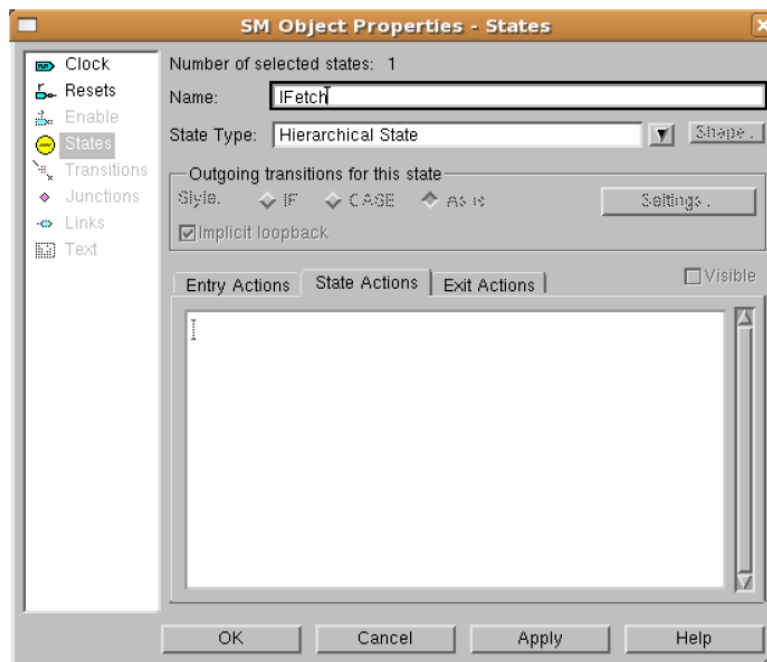 SM Object Properties - States
Clock
Resets
Enable
States
Transitions
Junctions
Links
Text
Number of selected states: 1
Name: IFetch
State Type: Hierarchical State
Shape.
Outgoing transitions for this state
Style. IF CASE As is
Settings.
Implicit loopback
Entry Actions State Actions Exit Actions
Visible
OK Cancel Apply Help